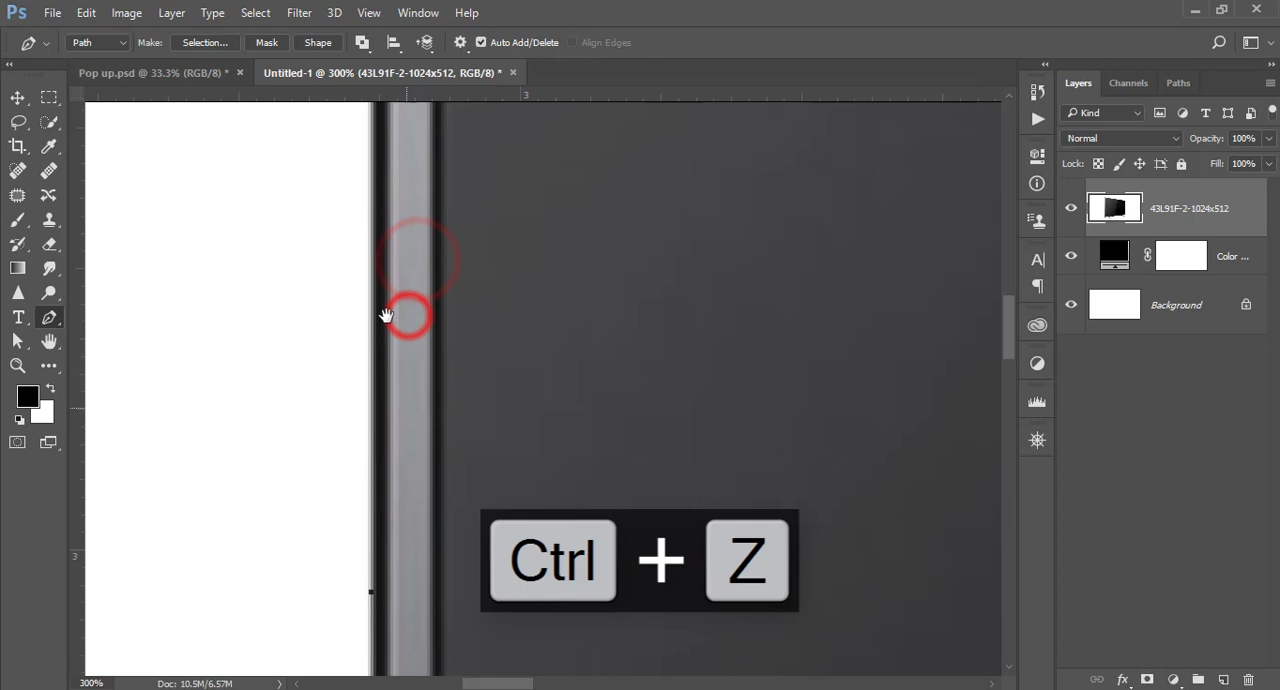 Ps File Edit Image Layer Type Select Filter 3D View Window Help
Path Make: Selection... Mask Shape Auto Add/Delete Align Edges
Pop up.psd @ 33.3% (RGB/8) * × Untitled-1 @ 300% (43L91F-2-1024x512, RGB/8) * ×
3
3
Layers Channels Paths
Kind
Normal Opacity: 100%
Lock: Fill: 100%
43L91F-2-1024x512
Color ...
Background
Ctrl + Z
300% Doc: 10.5M/6.57M